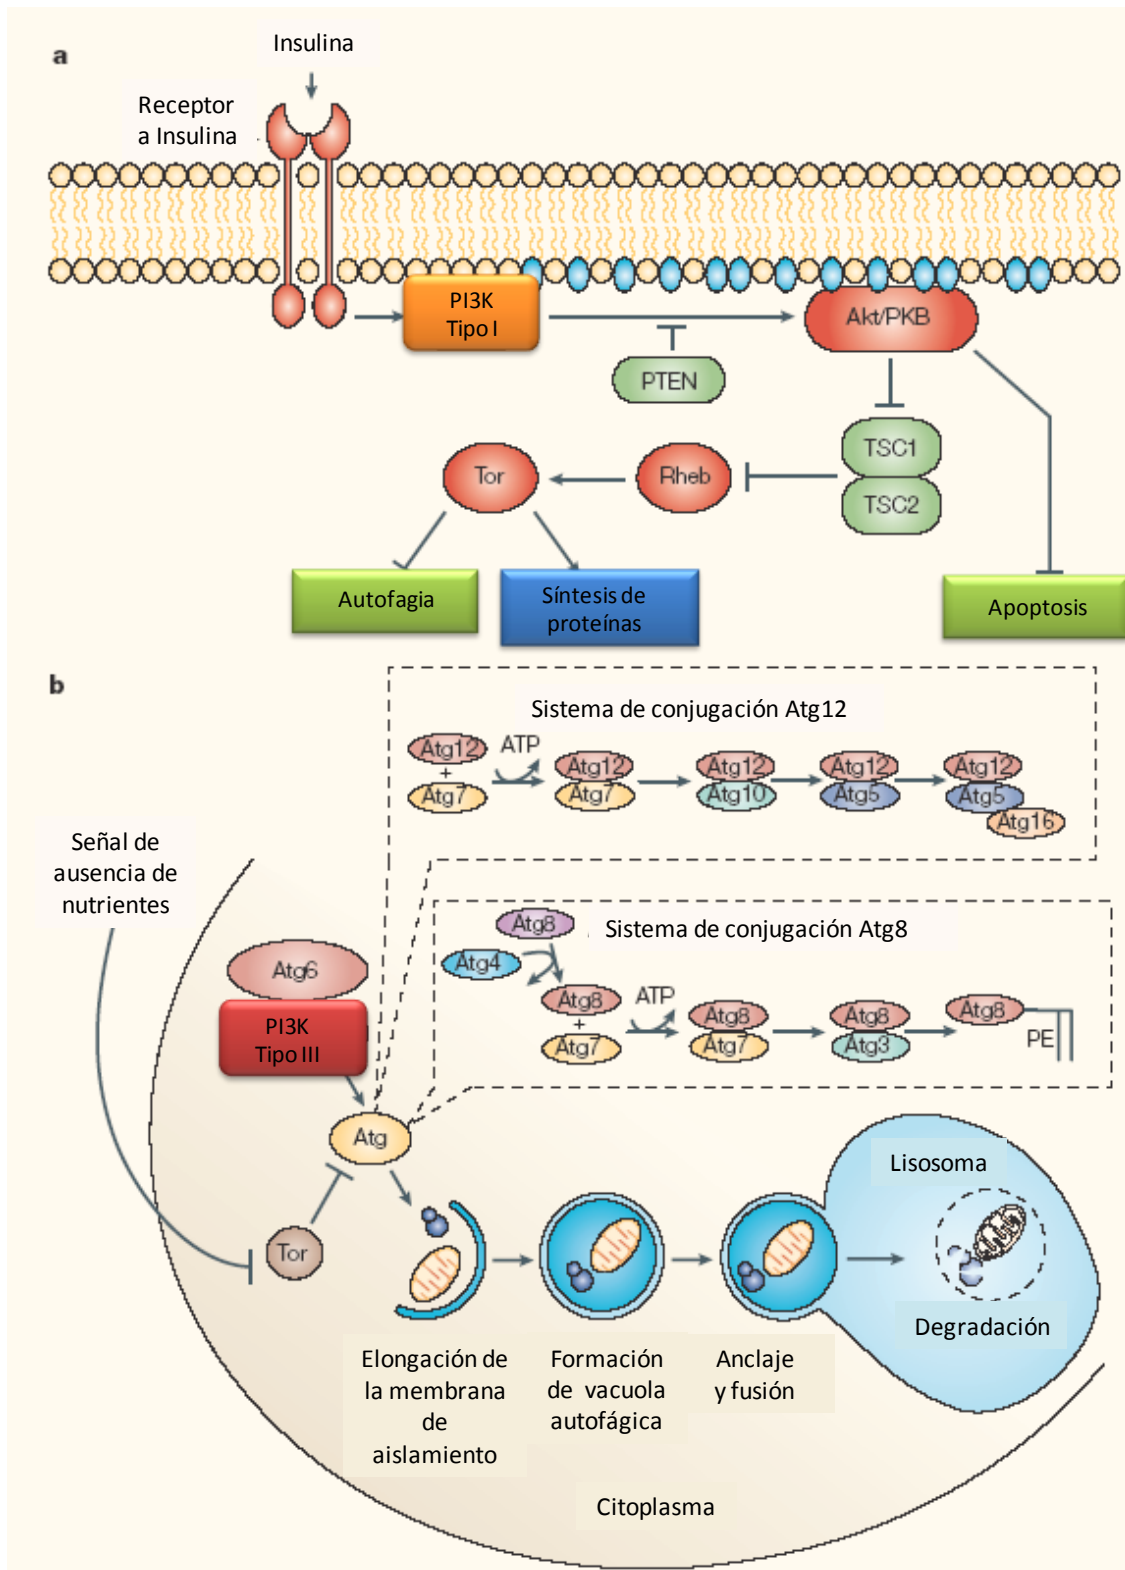 a
Insulina
Receptor
a Insulina
PI3K
Tipo I
Akt/PKB
PTEN
TSC1
TSC2
Rheb
Tor
Autofagia
Síntesis de
proteínas
Apoptosis
b
Sistema de conjugación Atg12
Atg12
+
Atg7
ATP
Atg12
Atg7
Atg12
Atg10
Atg12
Atg5
Atg12
Atg5
Atg16
Señal de
ausencia de
nutrientes
Sistema de conjugación Atg8
Atg8
Atg4
Atg8
+
Atg7
ATP
Atg8
Atg7
Atg8
Atg3
Atg8
PE
Atg6
PI3K
Tipo III
Atg
Tor
Lisosoma
Degradación
Elongación de
la membrana
de
aislamiento
Formación
de vacuola
autofágica
Anclaje
y fusión
Citoplasma